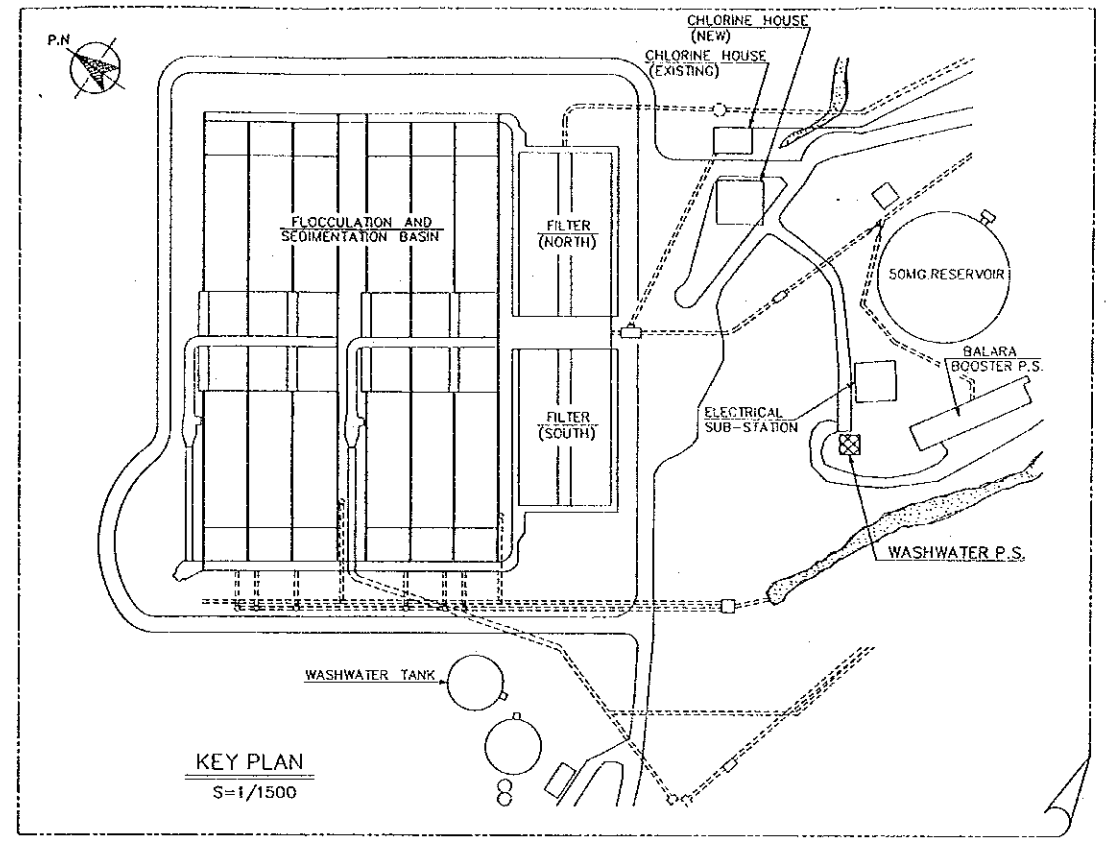 P.N
CHLORINE HOUSE
(NEW)
CHLORINE HOUSE
(EXISTING)
FLOCCULATION AND
SEDIMENTATION BASIN
FILTER
(NORTH)
50MG.RESERVOIR
BALARA
BOOSTER P.S.
FILTER
(SOUTH)
ELECTRICAL
SUB-STATION
WASHWATER P.S.
WASHWATER TANK
KEY PLAN
S=1/1500